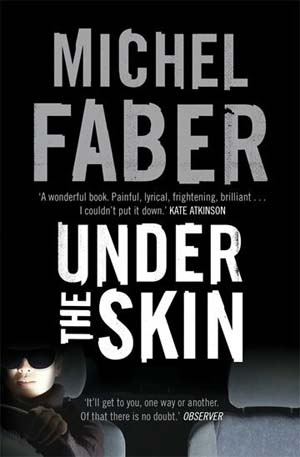 MICHEL
FABER
'A wonderful book. Painful, lyrical, frightening, brilliant . . .
I couldn't put it down.' KATE ATKINSON
UNDER
THE SKIN
'It'll get to you, one way or another.
Of that there is no doubt.' OBSERVER